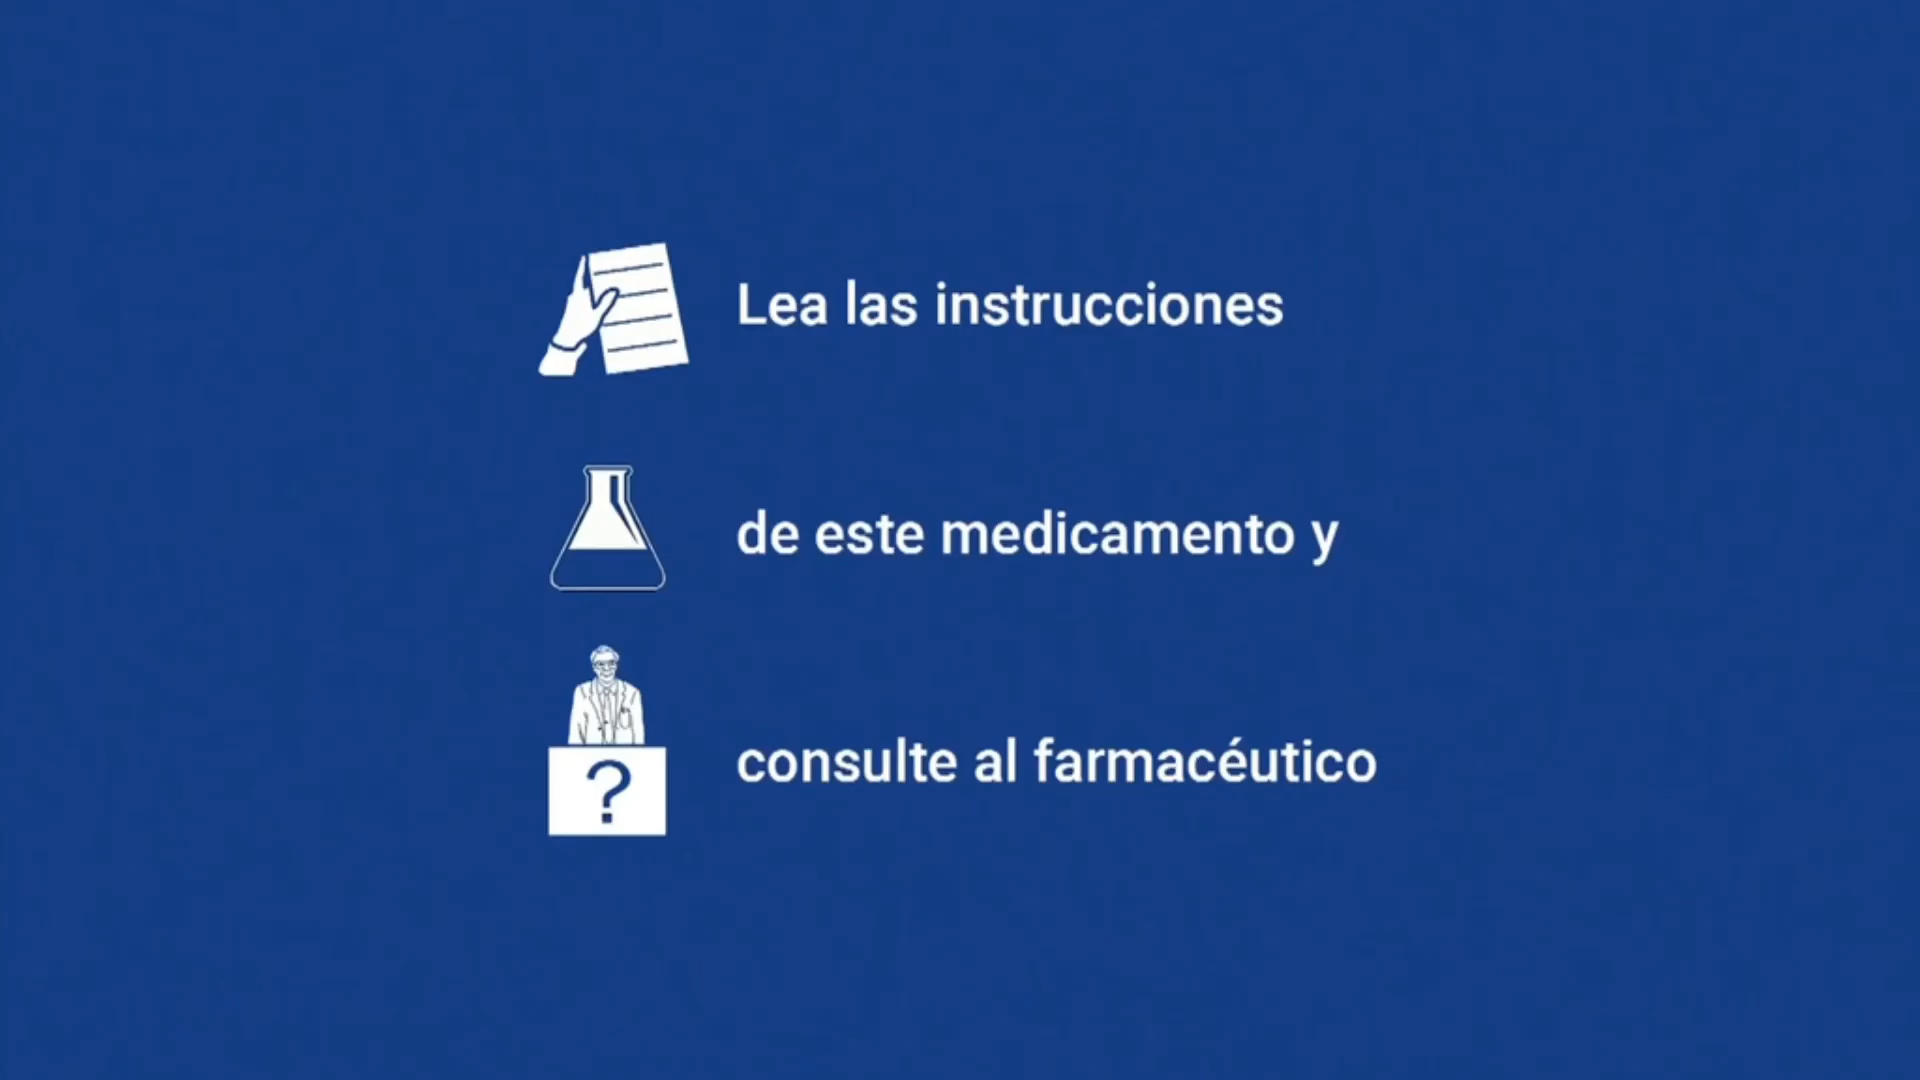 Lea las instrucciones
de este medicamento y
consulte al farmacéutico
?